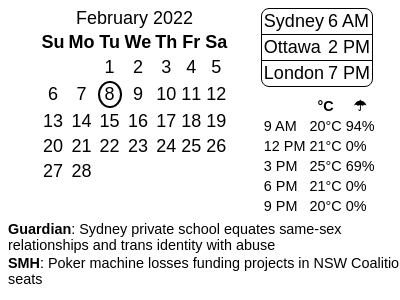 February 2022
Su Mo Tu We Th Fr Sa
1 2 3 4 5
6 7 8 9 10 11 12
13 14 15 16 17 18 19
20 21 22 23 24 25 26
27 28
Sydney 6 AM
Ottawa 2 PM
London 7 PM
°C ☂
9 AM 20°C 94%
12 PM 21°C 0%
3 PM 25°C 69%
6 PM 21°C 0%
9 PM 20°C 0%
Guardian: Sydney private school equates same-sex
relationships and trans identity with abuse
SMH: Poker machine losses funding projects in NSW Coalitio
seats